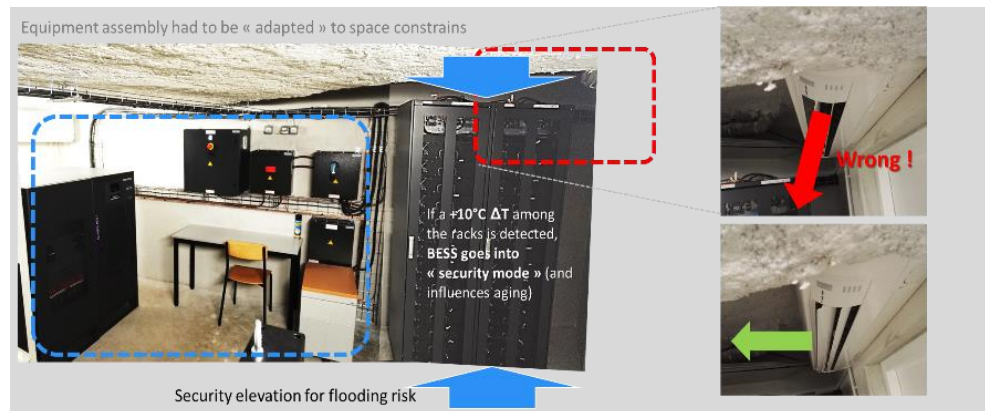 Equipment assembly had to be « adapted » to space constrains
Wrong !
If a +10°C ΔT among
the racks is detected,
BESS goes into
« security mode » (and
influences aging)
Security elevation for flooding risk